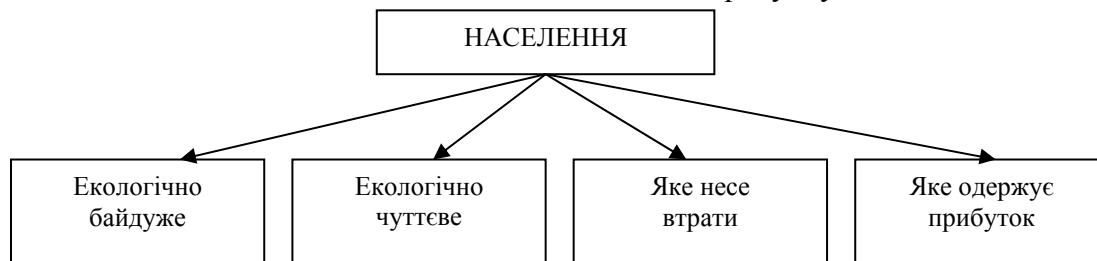 НАСЕЛЕННЯ
Екологічно
байдуже
Екологічно
чуттєве
Яке несе
втрати
Яке одержує
прибуток